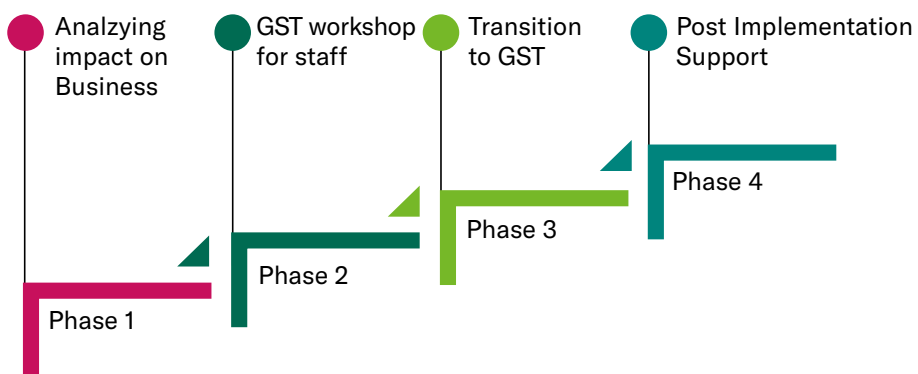 Analzying
impact on
Business
GST workshop
for staff
Transition
to GST
Post Implementation
Support
Phase 1
Phase 2
Phase 3
Phase 4